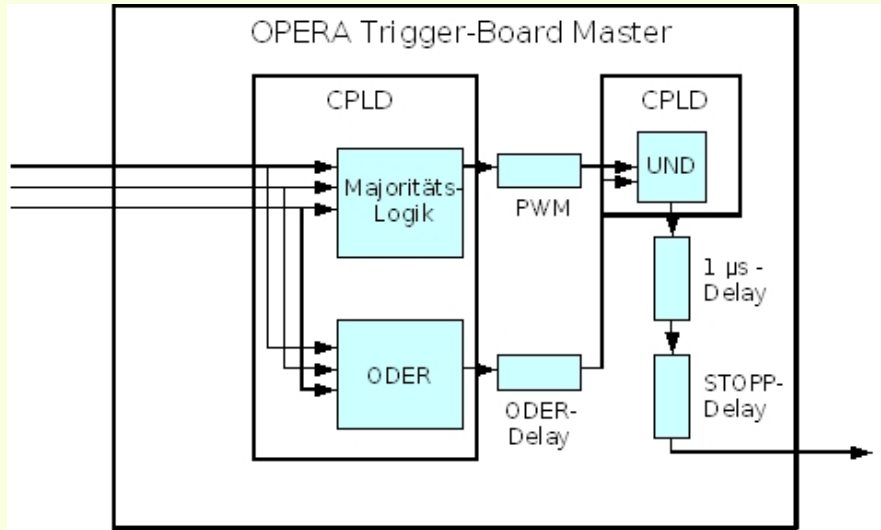 OPERA Trigger-Board Master
CPLD
CPLD
Majoritäts-
Logik
PWM
UND
1 µs -
Delay
ODER
ODER-
Delay
STOPP-
Delay